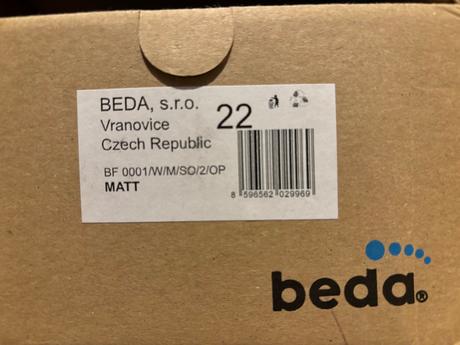 BEDA, s.r.o.
Vranovice
Czech Republic
22
BF 0001/W/M/SO/2/OP
MATT
8 596562 029969
beda®